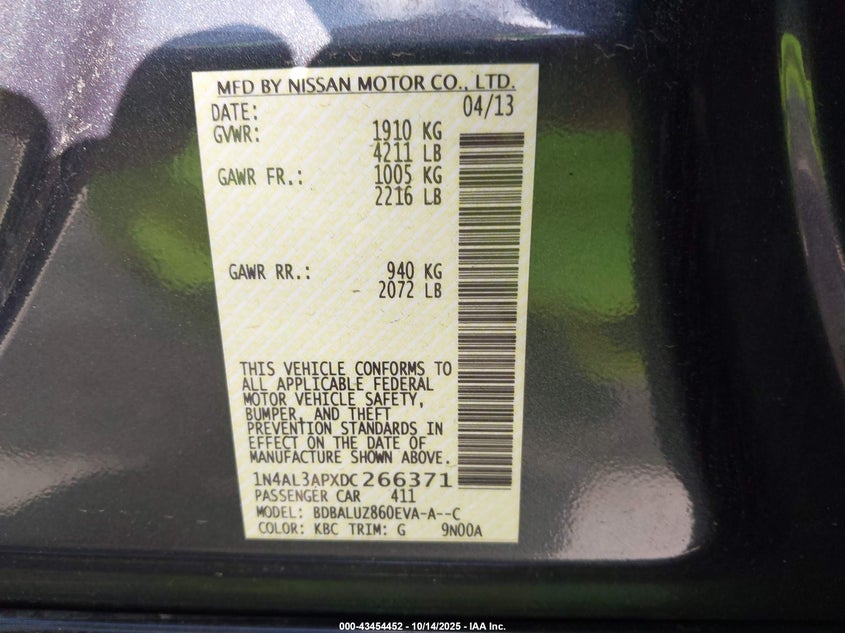 MFD BY NISSAN MOTOR CO., LTD.
DATE: 04/13
GVWR: 1910 KG
4211 LB
GAWR FR.: 1005 KG
2216 LB
GAWR RR.: 940 KG
2072 LB
THIS VEHICLE CONFORMS TO
ALL APPLICABLE FEDERAL
MOTOR VEHICLE SAFETY,
BUMPER, AND THEFT
PREVENTION STANDARDS IN
EFFECT ON THE DATE OF
MANUFACTURE SHOWN ABOVE.
1N4AL3APXDC266371
PASSENGER CAR 411
MODEL: BDBALUZ860EVA-A--C
COLOR: KBC TRIM: G 9N00A
000-43454452 - 10/14/2025 - IAA Inc.